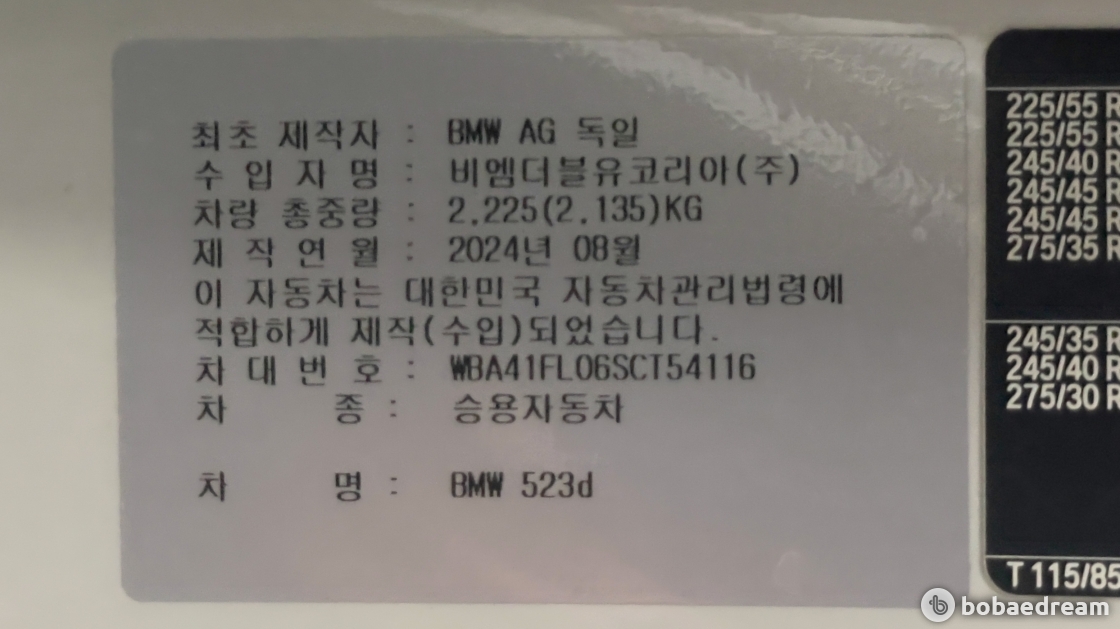 최초 제작자 : BMW AG 독일
수 입 자 명 : 비엠더블유코리아(주)
차량 총중량 : 2.225(2.135)KG
제 작 연 월 : 2024년 08월
이 자동차는 대한민국 자동차관리법령에
적합하게 제작(수입)되었습니다.
차 대 번 호 : WBA41FL06SCT54116
차 종 : 승용자동차
차 명 : BMW 523d
225/55 R
225/55 R
245/40 R
245/45 R
245/45 R
275/35 R
245/35 R
245/40 R
275/30 R
T 115/85
bobaedream